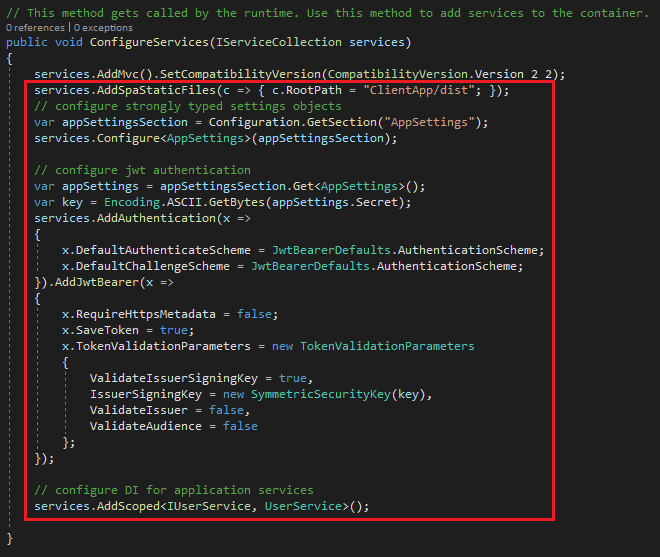 // This method gets called by the runtime. Use this method to add services to the container.
0 references | 0 exceptions
public void ConfigureServices(IServiceCollection services)
{
services.AddMvc().SetCompatibilityVersion(CompatibilityVersion.Version_2_2);
services.AddSpaStaticFiles(c => { c.RootPath = "ClientApp/dist"; });
// configure strongly typed settings objects
var appSettingsSection = Configuration.GetSection("AppSettings");
services.Configure<AppSettings>(appSettingsSection);
// configure jwt authentication
var appSettings = appSettingsSection.Get<AppSettings>();
var key = Encoding.ASCII.GetBytes(appSettings.Secret);
services.AddAuthentication(x =>
{
x.DefaultAuthenticateScheme = JwtBearerDefaults.AuthenticationScheme;
x.DefaultChallengeScheme = JwtBearerDefaults.AuthenticationScheme;
}).AddJwtBearer(x =>
{
x.RequireHttpsMetadata = false;
x.SaveToken = true;
x.TokenValidationParameters = new TokenValidationParameters
{
ValidateIssuerSigningKey = true,
IssuerSigningKey = new SymmetricSecurityKey(key),
ValidateIssuer = false,
ValidateAudience = false
};
});
// configure DI for application services
services.AddScoped<IUserService, UserService>();
}